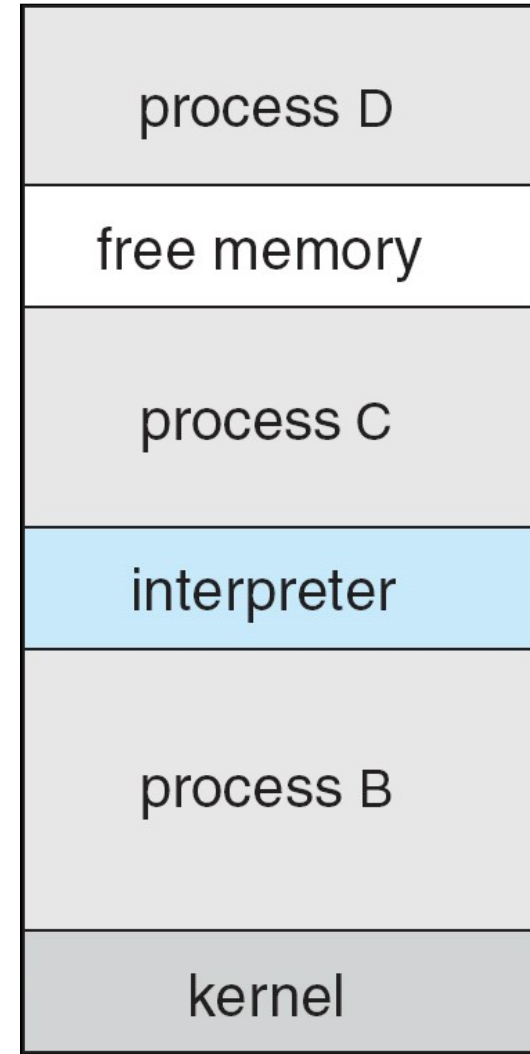 process D
free memory
process C
interpreter
process B
kernel